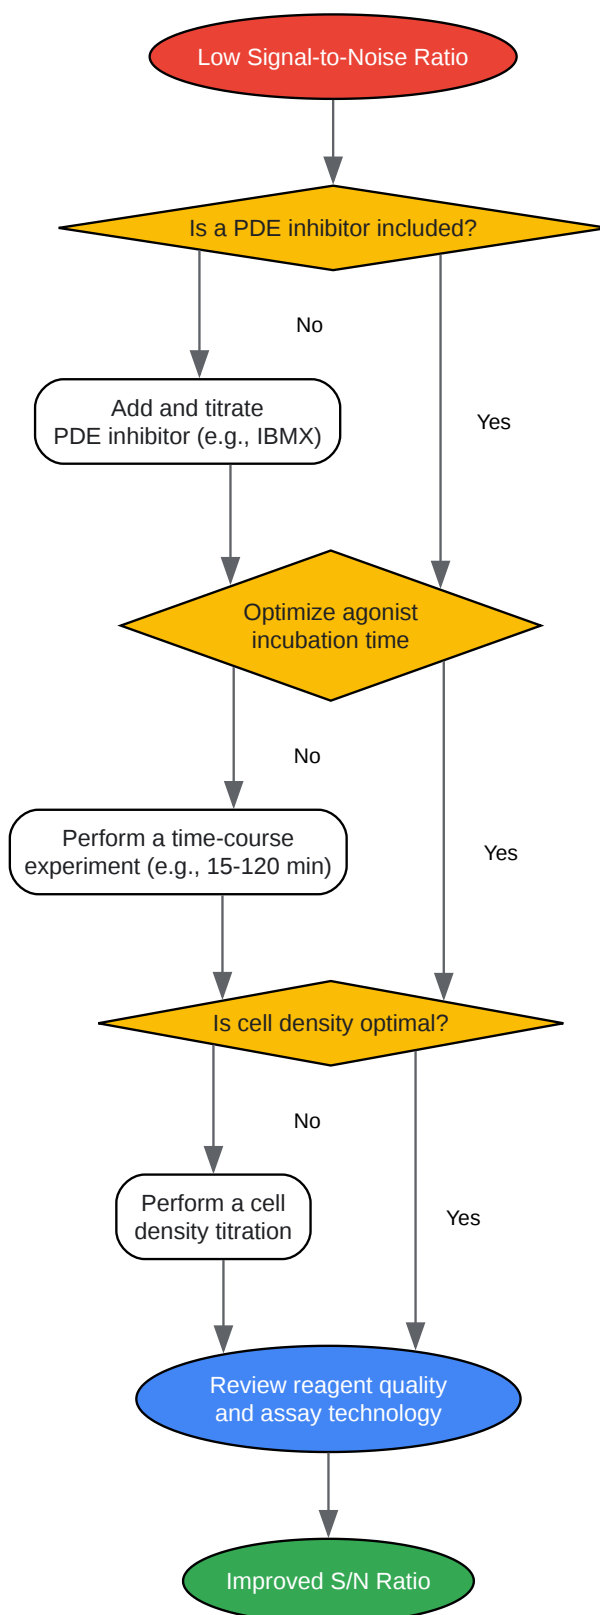 Low Signal-to-Noise Ratio
Is a PDE inhibitor included?
No
Add and titrate
PDE inhibitor (e.g., IBMX)
Yes
Optimize agonist
incubation time
No
Perform a time-course
experiment (e.g., 15-120 min)
Yes
Is cell density optimal?
No
Perform a cell
density titration
Yes
Review reagent quality
and assay technology
Improved S/N Ratio